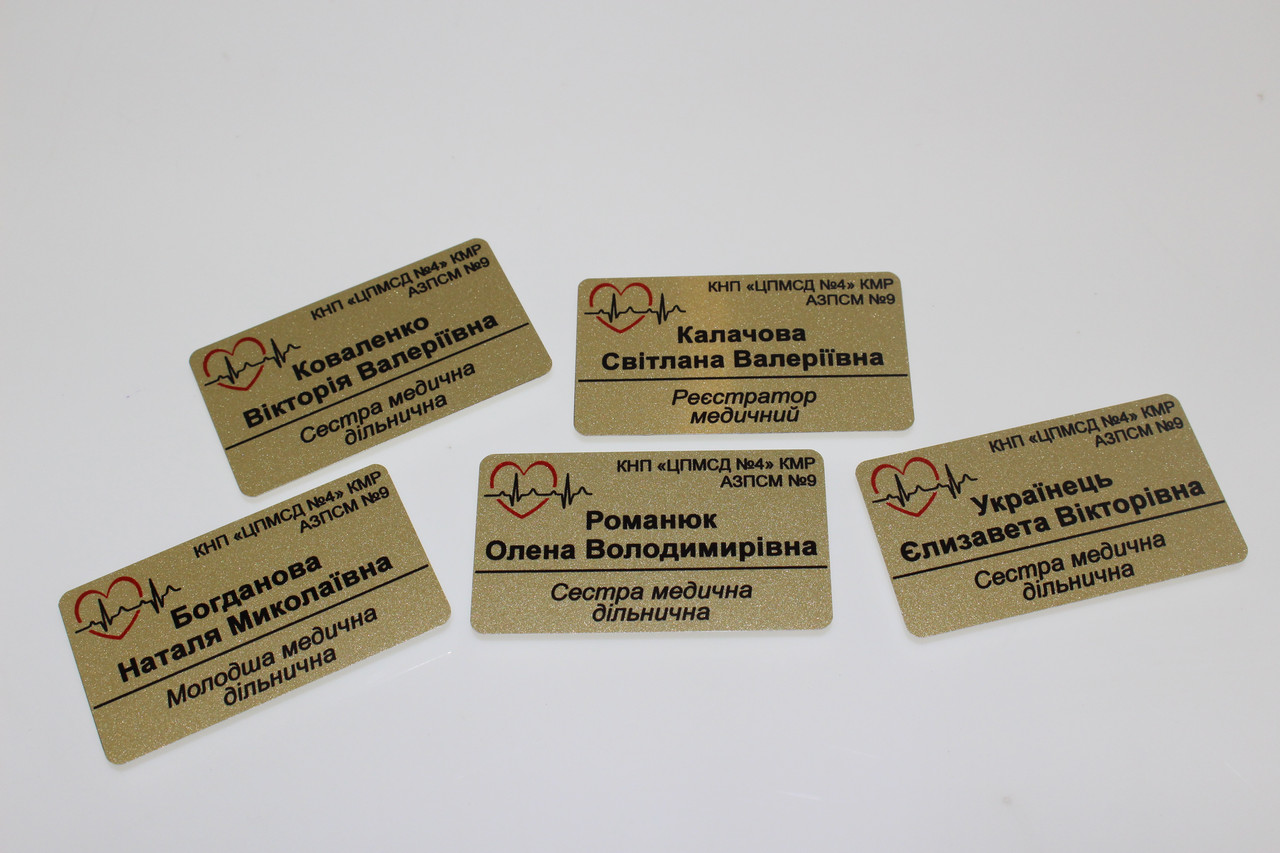 КНП «ЦПМСД №4» КМР
АЗПСМ №9
Коваленко
Вікторія Валеріївна
Сестра медична
дільнична
КНП «ЦПМСД №4» КМР
АЗПСМ №9
Калачова
Світлана Валеріївна
Реєстратор
медичний
КНП «ЦПМСД №4» КМР
АЗПСМ №9
Богданова
Наталя Миколаївна
Молодша медична
дільнична
КНП «ЦПМСД №4» КМР
АЗПСМ №9
Романюк
Олена Володимирівна
Сестра медична
дільнична
КНП «ЦПМСД №4» КМР
АЗПСМ №9
Українець
Єлизавета Вікторівна
Сестра медична
дільнична